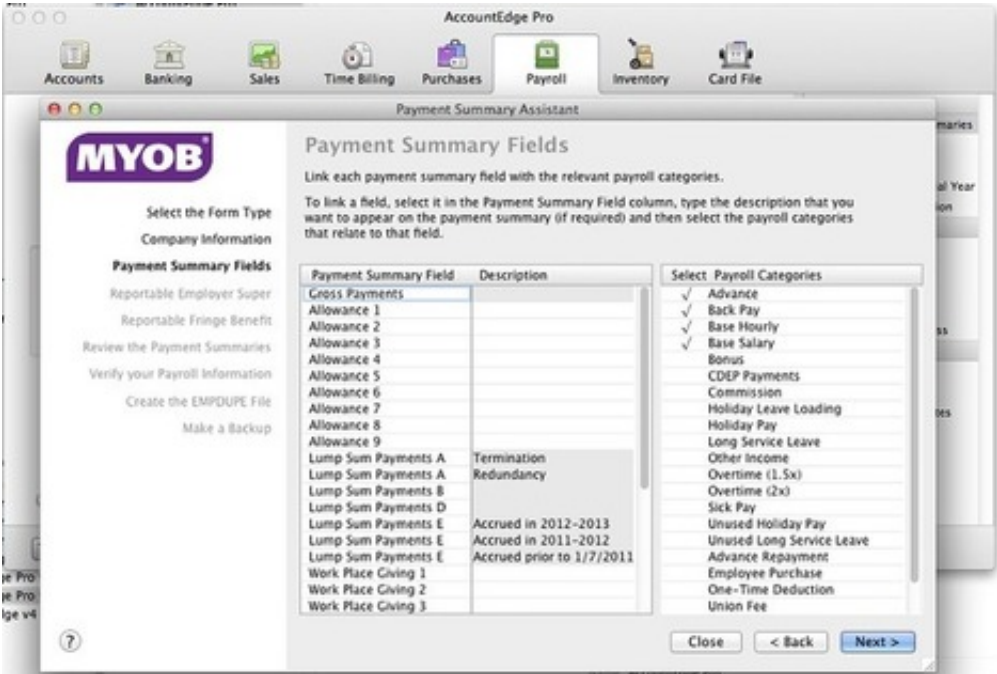 AccountEdge Pro
Accounts Banking Sales Time Billing Purchases Payroll Inventory Card File
Payment Summary Assistant
maries
al Year
ion
ss
tes
MYOB
Select the Form Type
Company Information
Payment Summary Fields
Reportable Employer Super
Reportable Fringe Benefit
Review the Payment Summaries
Verify your Payroll Information
Create the EMPDUPE File
Make a Backup
Payment Summary Fields
Link each payment summary field with the relevant payroll categories.
To link a field, select it in the Payment Summary Field column, type the description that you
want to appear on the payment summary (if required) and then select the payroll categories
that relate to that field.
Payment Summary Field Description
Gross Payments
Allowance 1
Allowance 2
Allowance 3
Allowance 4
Allowance 5
Allowance 6
Allowance 7
Allowance 8
Allowance 9
Lump Sum Payments A Termination
Lump Sum Payments A Redundancy
Lump Sum Payments B
Lump Sum Payments D
Lump Sum Payments E Accrued in 2012-2013
Lump Sum Payments E Accrued in 2011-2012
Lump Sum Payments E Accrued prior to 1/7/2011
Work Place Giving 1
Work Place Giving 2
Work Place Giving 3
Select Payroll Categories
√ Advance
√ Back Pay
√ Base Hourly
√ Base Salary
Bonus
CDEP Payments
Commission
Holiday Leave Loading
Holiday Pay
Long Service Leave
Other Income
Overtime (1.5x)
Overtime (2x)
Sick Pay
Unused Holiday Pay
Unused Long Service Leave
Advance Repayment
Employee Purchase
One-Time Deduction
Union Fee
ge Pro
ge Pro
lge v4
?
Close < Back Next >